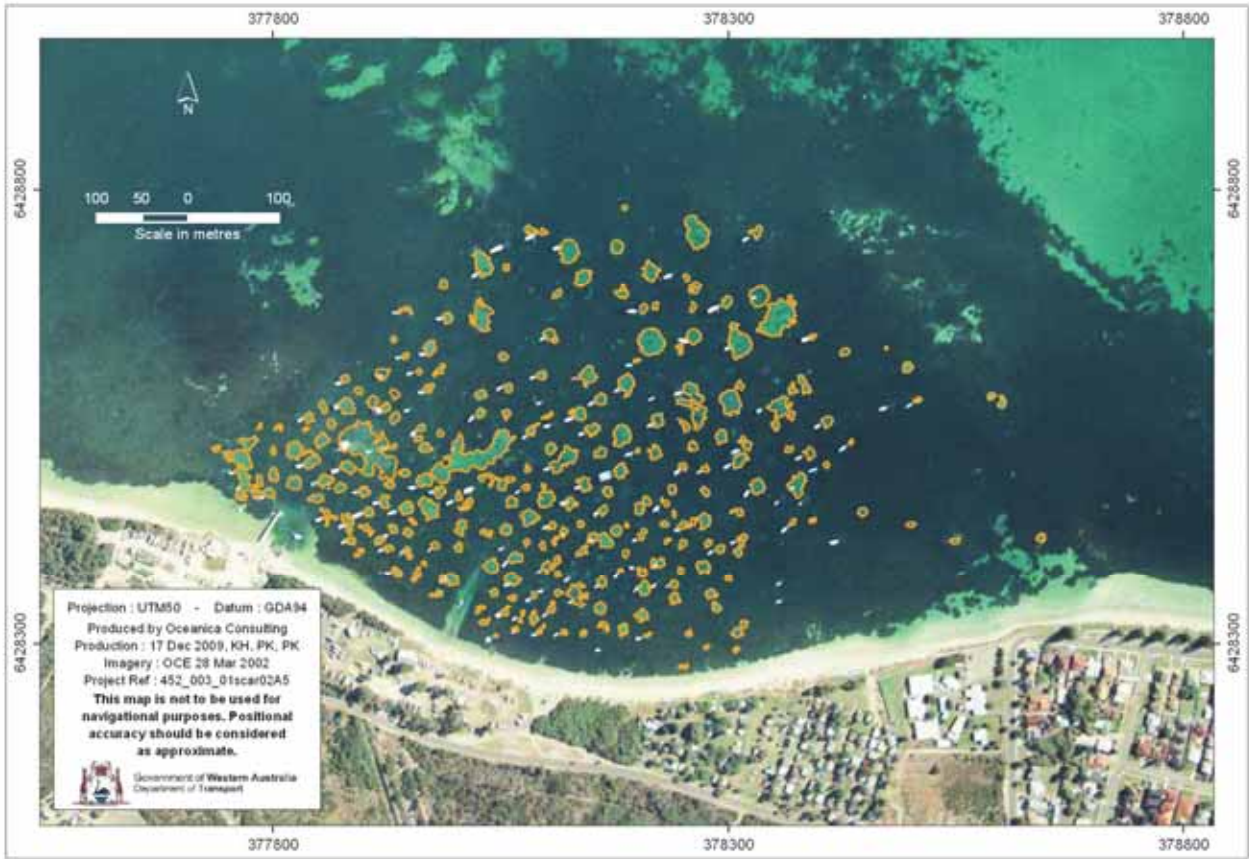 377800 378300 378800
6428800 6428800
N
100 50 0 100
Scale in metres
Projection : UTM50 - Datum : GDA94
Produced by Oceanica Consulting
Production : 17 Dec 2009, KH, PK, PK
Imagery : OCE 28 Mar 2002
Project Ref : 452_003_01scar02A5
This map is not to be used for
navigational purposes. Positional
accuracy should be considered
as approximate.
Government of Western Australia
Department of Transport
6428300 6428300
377800 378300 378800